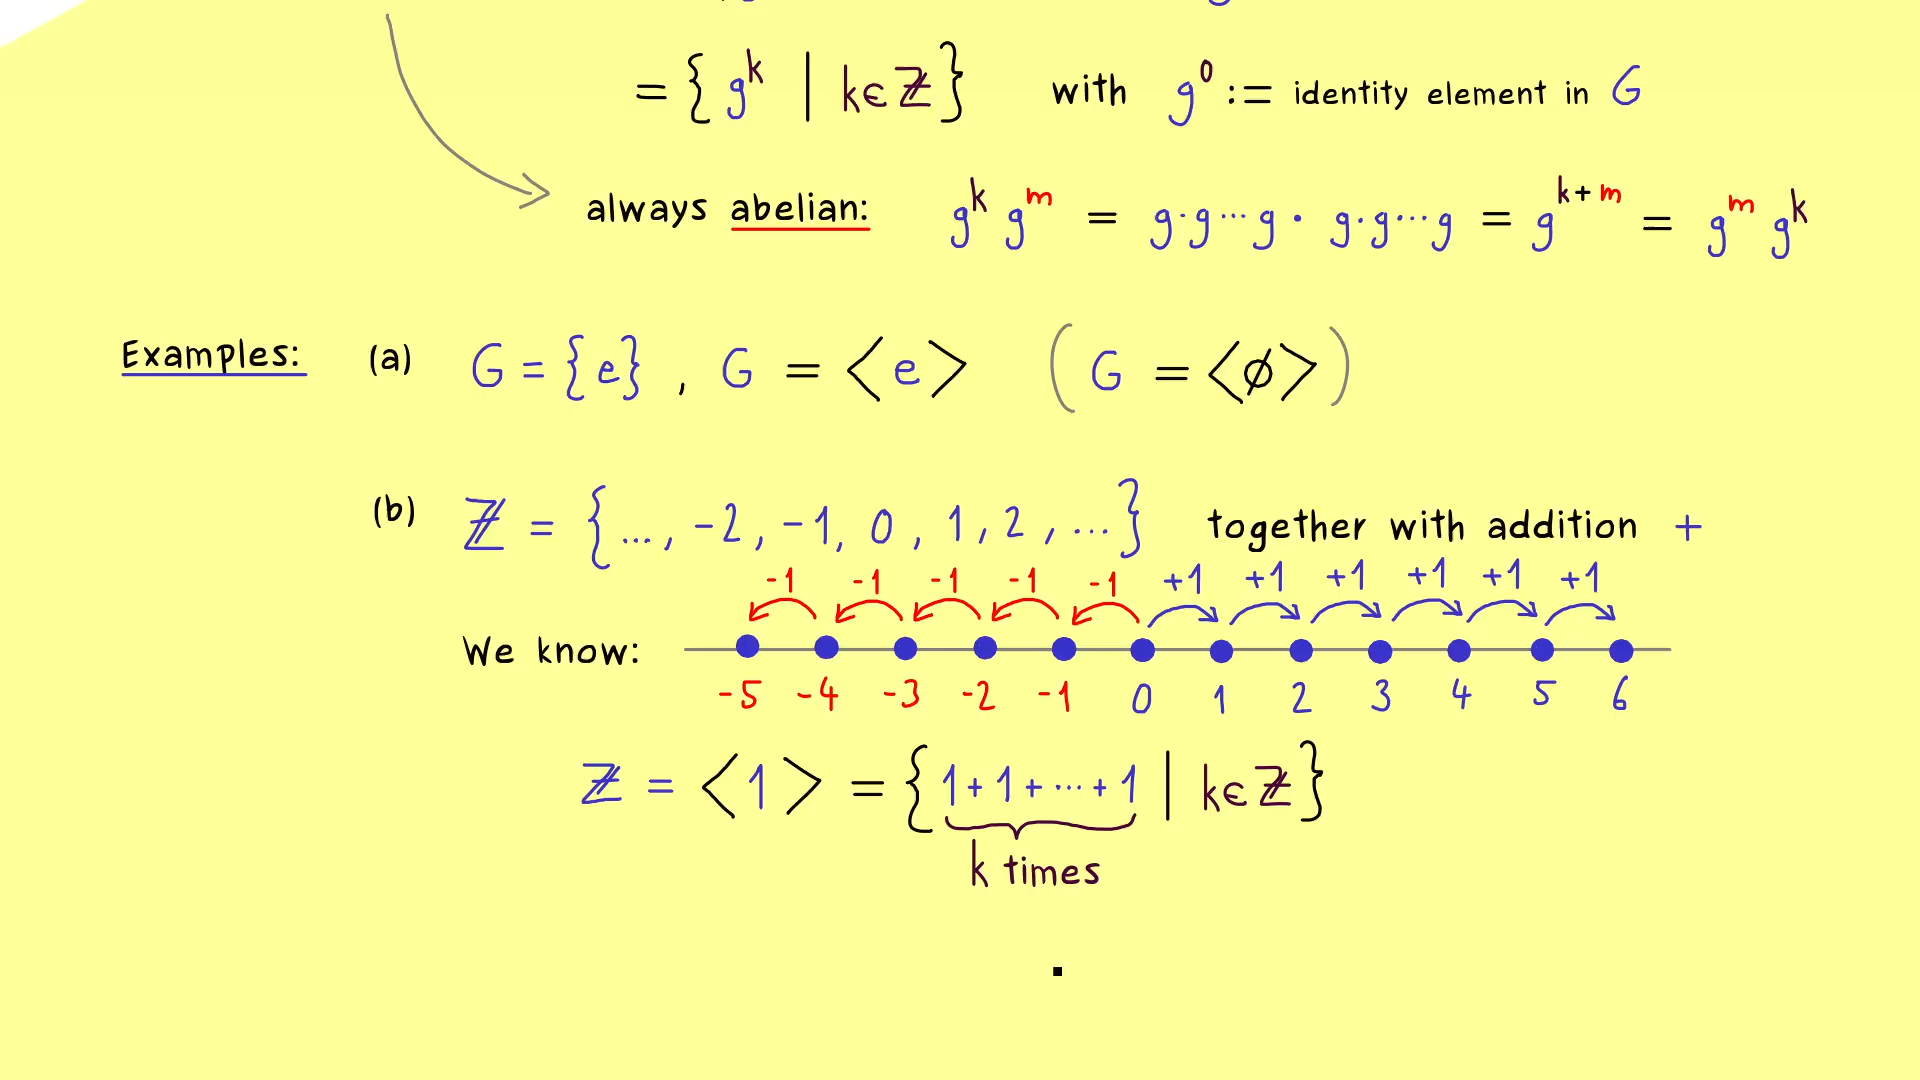 = { g^k | k ∈ ℤ } with g^0 := identity element in G
always abelian: g^k g^m = g·g···g · g·g···g = g^{k+m} = g^m g^k
Examples: (a) G = {e} , G = <e> ( G = <∅> )
(b) ℤ = { ..., -2, -1, 0, 1, 2, ... } together with addition +
-1 -1 -1 -1 -1 +1 +1 +1 +1 +1 +1
We know:
-5 -4 -3 -2 -1 0 1 2 3 4 5 6
ℤ = <1> = { 1 + 1 + ··· + 1 | k ∈ ℤ }
k times